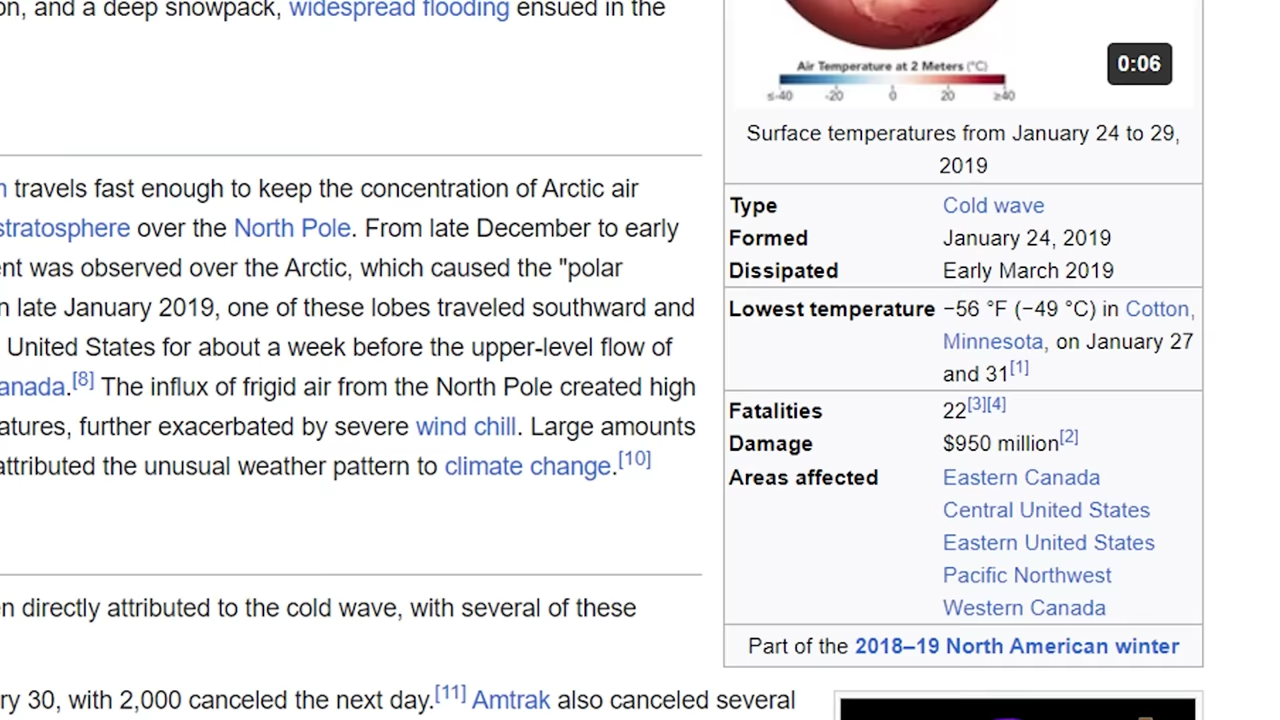 on, and a deep snowpack, widespread flooding ensued in the
travels fast enough to keep the concentration of Arctic air
stratosphere over the North Pole. From late December to early
ent was observed over the Arctic, which caused the "polar
n late January 2019, one of these lobes traveled southward and
United States for about a week before the upper-level flow of
anada.[8] The influx of frigid air from the North Pole created high
atures, further exacerbated by severe wind chill. Large amounts
attributed the unusual weather pattern to climate change.[10]
en directly attributed to the cold wave, with several of these
ry 30, with 2,000 canceled the next day.[11] Amtrak also canceled several
Air Temperature at 2 Meters (°C)
≤-40 -20 0 20 ≥40
0:06
Surface temperatures from January 24 to 29,
2019
Type Cold wave
Formed January 24, 2019
Dissipated Early March 2019
Lowest temperature −56 °F (−49 °C) in Cotton,
Minnesota, on January 27
and 31[1]
Fatalities 22[3][4]
Damage $950 million[2]
Areas affected Eastern Canada
Central United States
Eastern United States
Pacific Northwest
Western Canada
Part of the 2018–19 North American winter